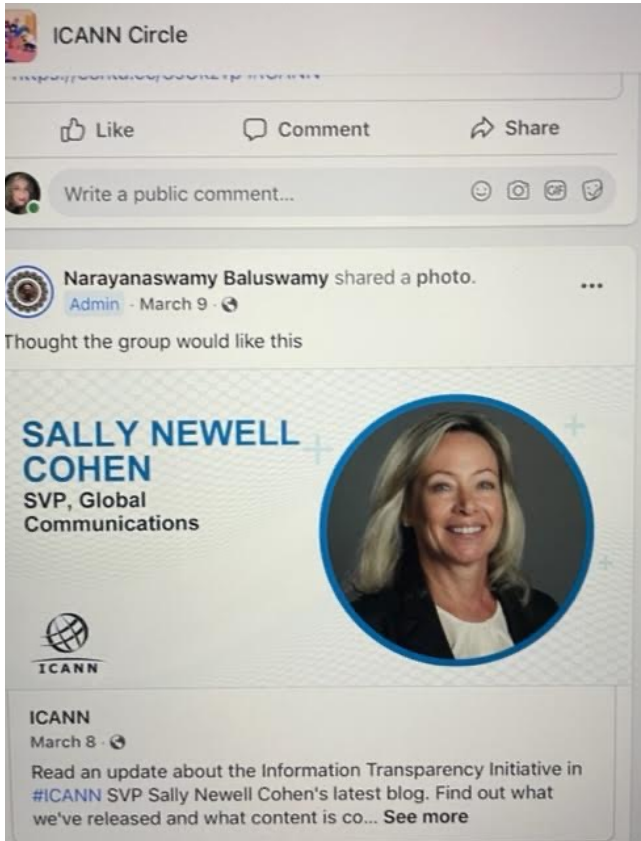 ICANN Circle
Like
Comment
Share
Write a public comment...
GIF
Narayanaswamy Baluswamy shared a photo.
Admin · March 9 ·
Thought the group would like this
SALLY NEWELL
COHEN
SVP, Global
Communications
ICANN
ICANN
March 8 ·
Read an update about the Information Transparency Initiative in
#ICANN SVP Sally Newell Cohen's latest blog. Find out what
we've released and what content is co... See more